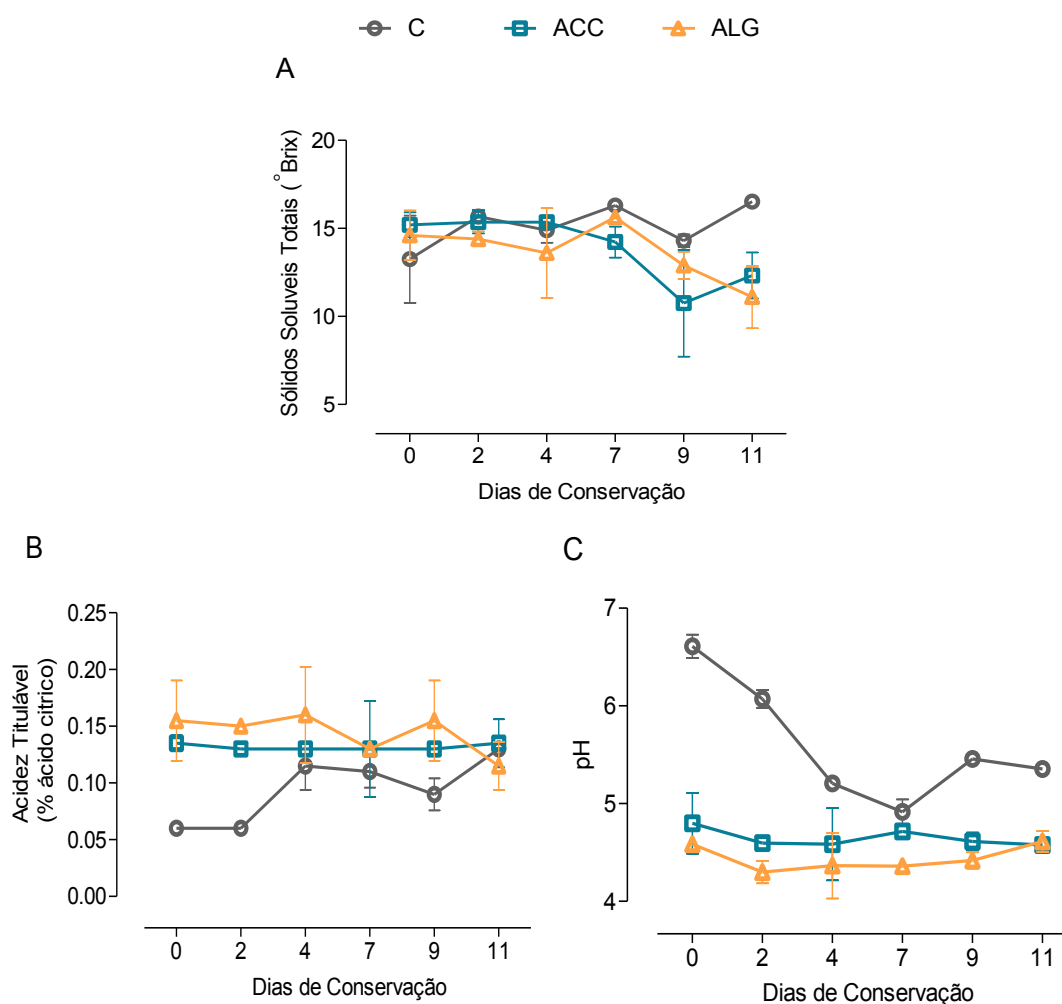 C ACC ALG
A
Sólidos Soluveis Totais (°Brix)
20
15
10
5
0 2 4 7 9 11
Dias de Conservação
B
Acidez Titulável
(% ácido citrico)
0.25
0.20
0.15
0.10
0.05
0.00
0 2 4 7 9 11
Dias de Conservação
C
pH
7
6
5
4
0 2 4 7 9 11
Dias de Conservação